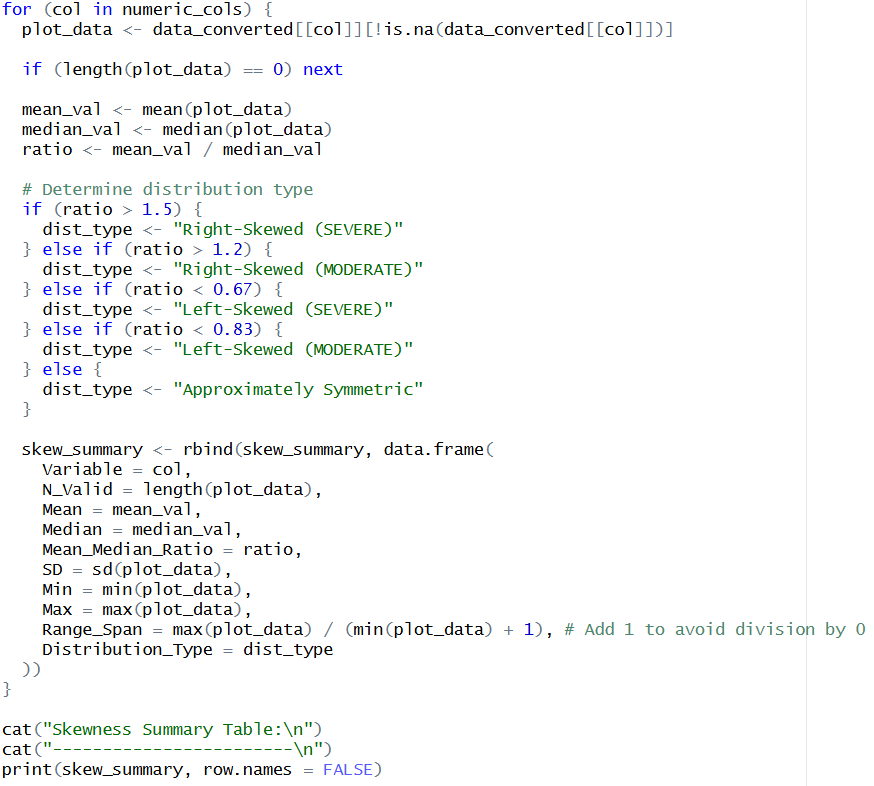 for (col in numeric_cols) {
  plot_data <- data_converted[[col]][!is.na(data_converted[[col]])]

  if (length(plot_data) == 0) next

  mean_val <- mean(plot_data)
  median_val <- median(plot_data)
  ratio <- mean_val / median_val

  # Determine distribution type
  if (ratio > 1.5) {
    dist_type <- "Right-Skewed (SEVERE)"
  } else if (ratio > 1.2) {
    dist_type <- "Right-Skewed (MODERATE)"
  } else if (ratio < 0.67) {
    dist_type <- "Left-Skewed (SEVERE)"
  } else if (ratio < 0.83) {
    dist_type <- "Left-Skewed (MODERATE)"
  } else {
    dist_type <- "Approximately Symmetric"
  }

  skew_summary <- rbind(skew_summary, data.frame(
    Variable = col,
    N_Valid = length(plot_data),
    Mean = mean_val,
    Median = median_val,
    Mean_Median_Ratio = ratio,
    SD = sd(plot_data),
    Min = min(plot_data),
    Max = max(plot_data),
    Range_Span = max(plot_data) / (min(plot_data) + 1), # Add 1 to avoid division by 0
    Distribution_Type = dist_type
  ))
}

cat("Skewness Summary Table:\n")
cat("------------------------\n")
print(skew_summary, row.names = FALSE)